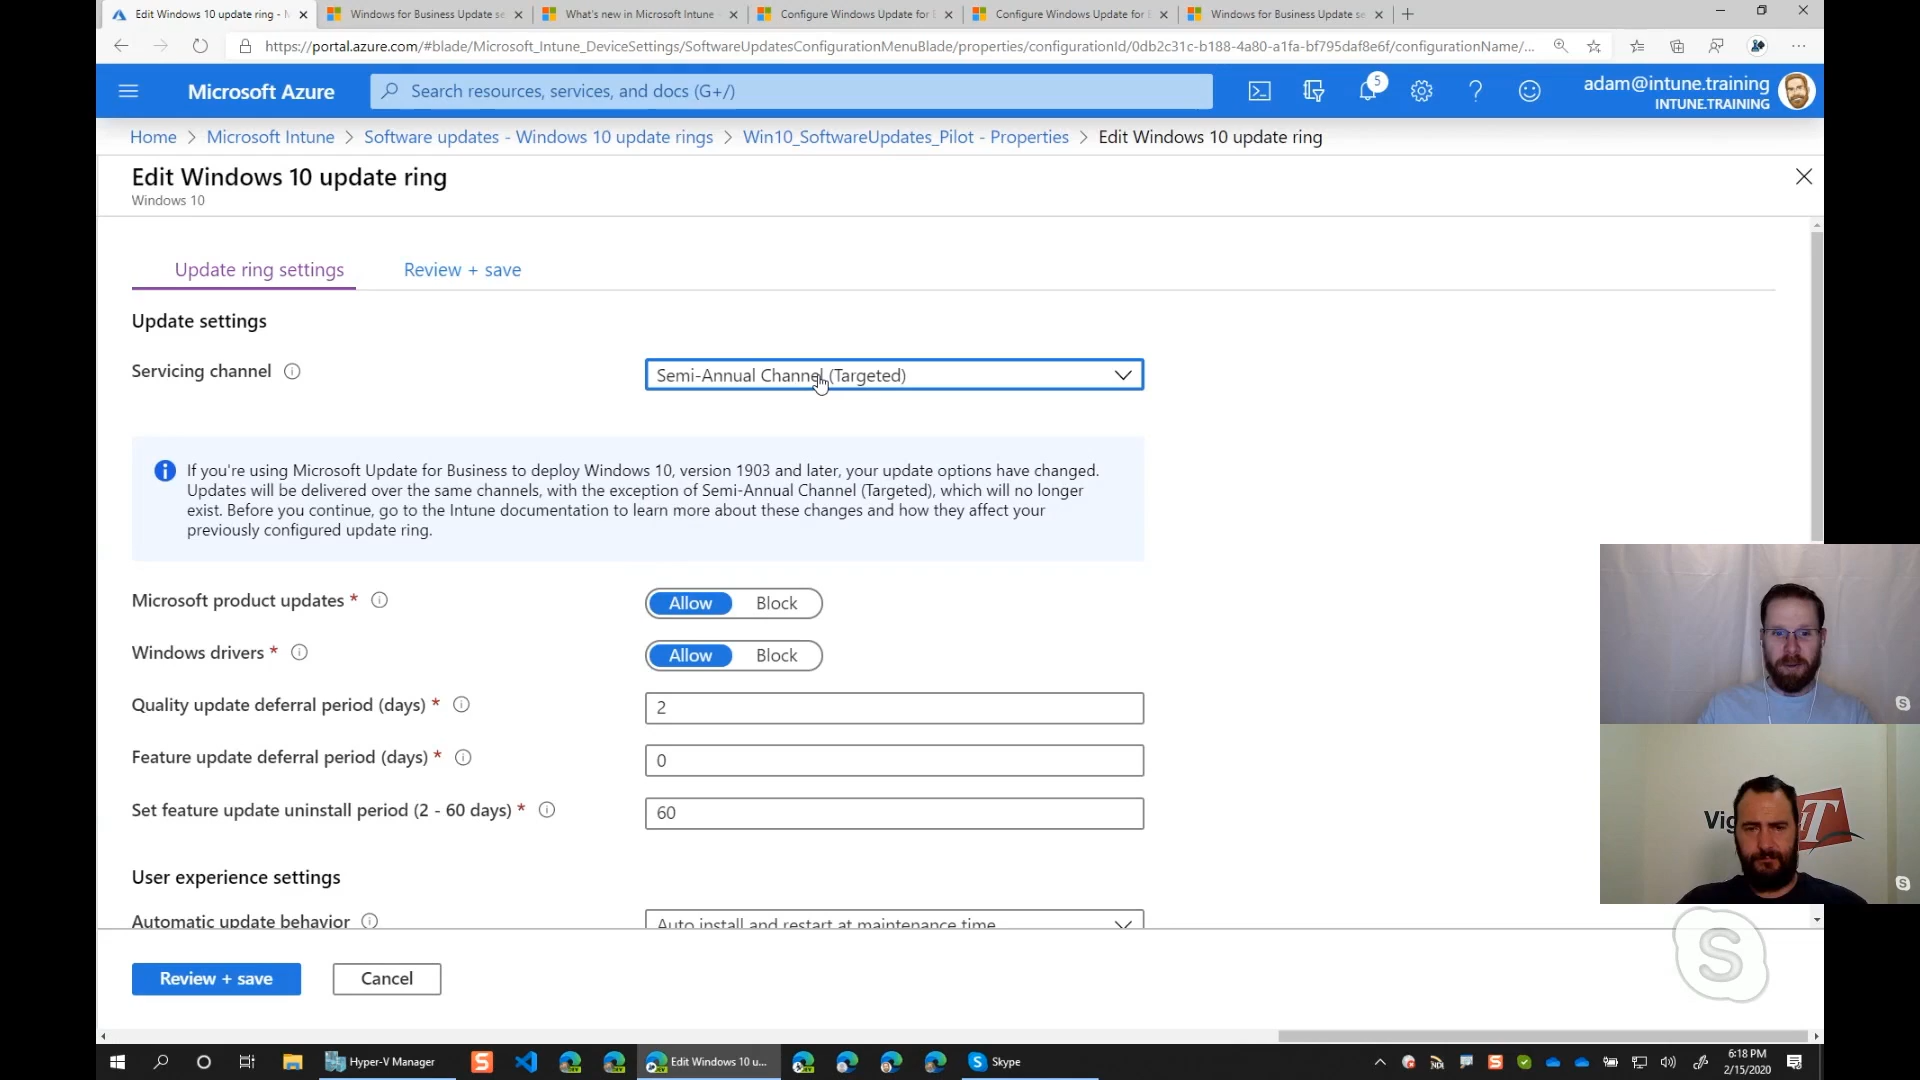 Edit Windows 10 update ring -
Windows for Business Update se
What's new in Microsoft Intune -
Configure Windows Update for
Configure Windows Update for
Windows for Business Update se
https://portal.azure.com/#blade/Microsoft_Intune_DeviceSettings/SoftwareUpdatesConfigurationMenuBlade/properties/configurationId/0db2c31c-b188-4a80-a1fa-bf795daf8e6f/configurationName/...
Microsoft Azure
Search resources, services, and docs (G+/)
5
adam@intune.training
INTUNE.TRAINING
Home > Microsoft Intune > Software updates - Windows 10 update rings > Win10_SoftwareUpdates_Pilot - Properties > Edit Windows 10 update ring
Edit Windows 10 update ring
Windows 10
Update ring settings
Review + save
Update settings
Servicing channel
Semi-Annual Channel (Targeted)
If you're using Microsoft Update for Business to deploy Windows 10, version 1903 and later, your update options have changed.
Updates will be delivered over the same channels, with the exception of Semi-Annual Channel (Targeted), which will no longer
exist. Before you continue, go to the Intune documentation to learn more about these changes and how they affect your
previously configured update ring.
Microsoft product updates *
Allow Block
Windows drivers *
Allow Block
Quality update deferral period (days) *
2
Feature update deferral period (days) *
0
Set feature update uninstall period (2 - 60 days) *
60
User experience settings
Automatic update behavior
Auto install and restart at maintenance time
Review + save
Cancel
Hyper-V Manager
Edit Windows 10 u...
Skype
6:18 PM
2/15/2020